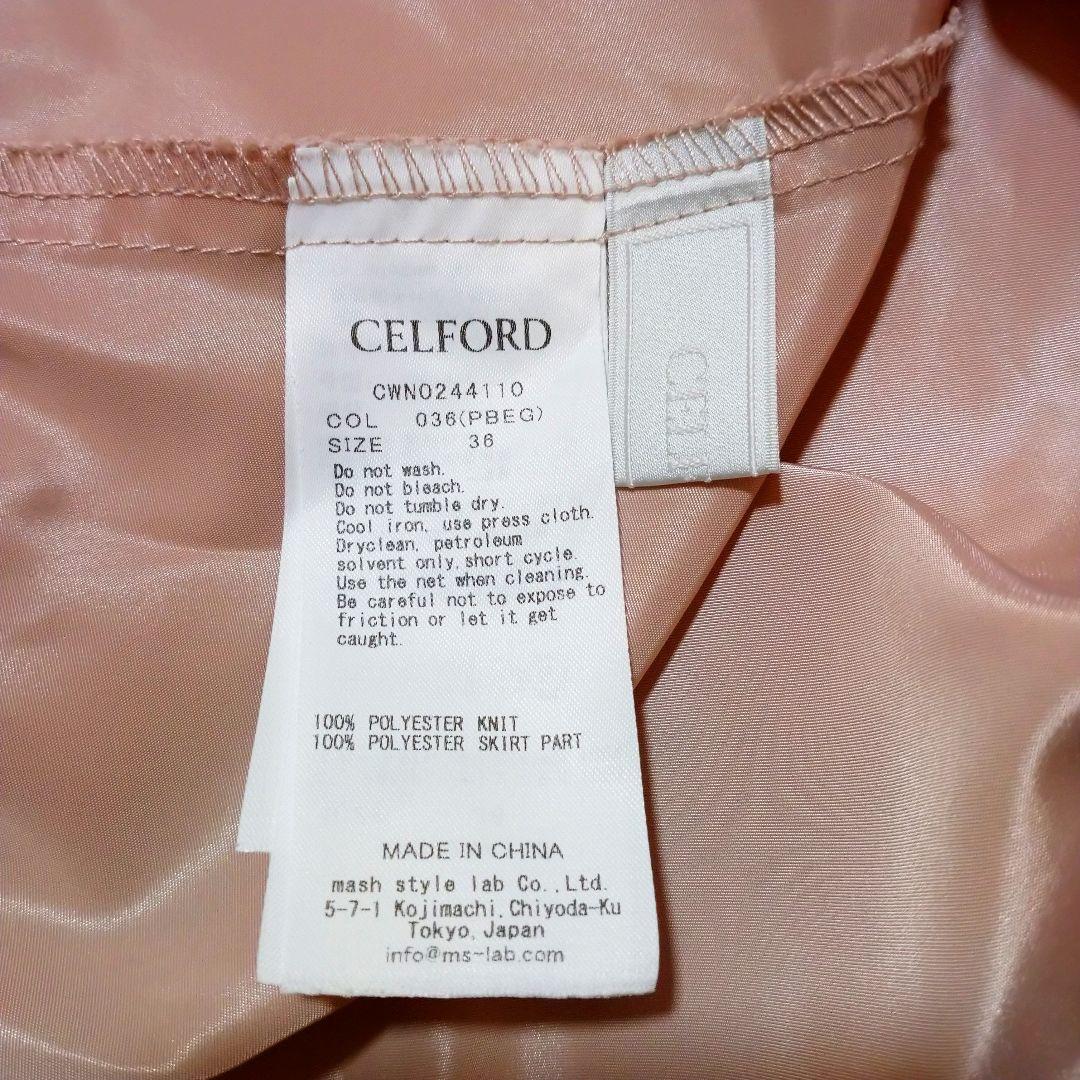 CELFORD
CWNO244110
COL 036(PBEG)
SIZE 36
Do not wash.
Do not bleach.
Do not tumble dry.
Cool iron, use press cloth.
Dryclean, petroleum
solvent only,short cycle.
Use the net when cleaning.
Be careful not to expose to
friction or let it get
caught.
100% POLYESTER KNIT
100% POLYESTER SKIRT PART
MADE IN CHINA
mash style lab Co.,Ltd.
5-7-1 Kojimachi,Chiyoda-Ku
Tokyo,Japan
info@ms-lab.com